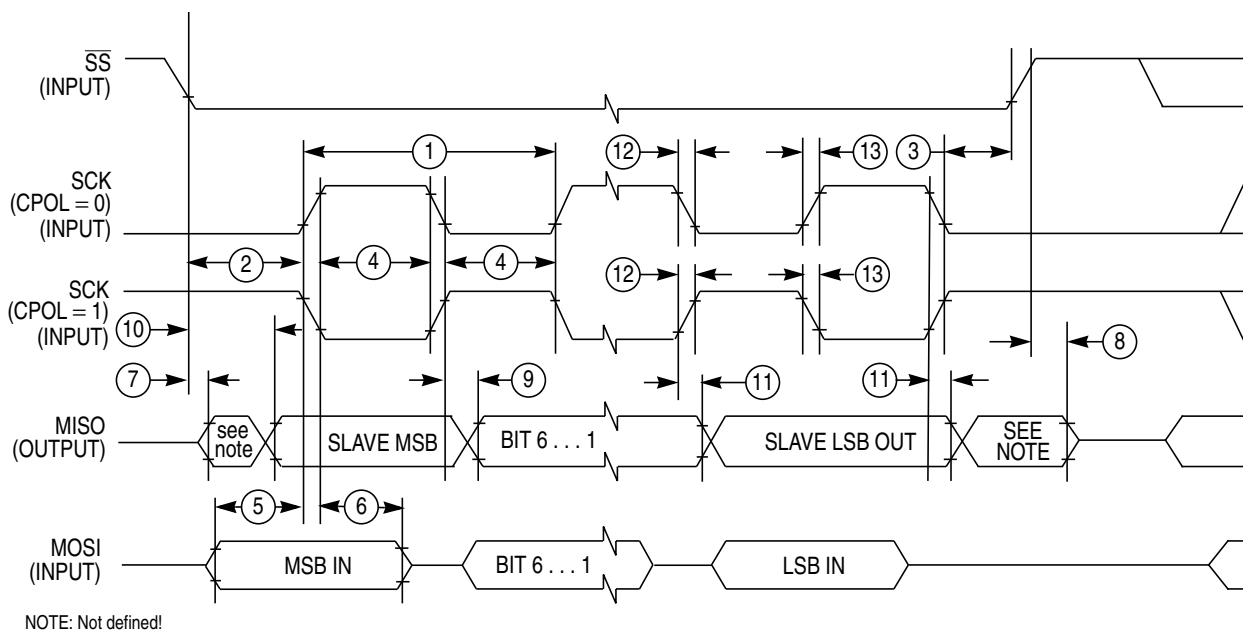 SS
(INPUT)
1
12
13
3
SCK
(CPOL = 0)
(INPUT)
2
4
4
12
13
SCK
(CPOL = 1)
(INPUT)
10
8
7
9
11
11
MISO
(OUTPUT)
see
note
SLAVE MSB
BIT 6 . . . 1
SLAVE LSB OUT
SEE
NOTE
5
6
MOSI
(INPUT)
MSB IN
BIT 6 . . . 1
LSB IN
NOTE: Not defined!